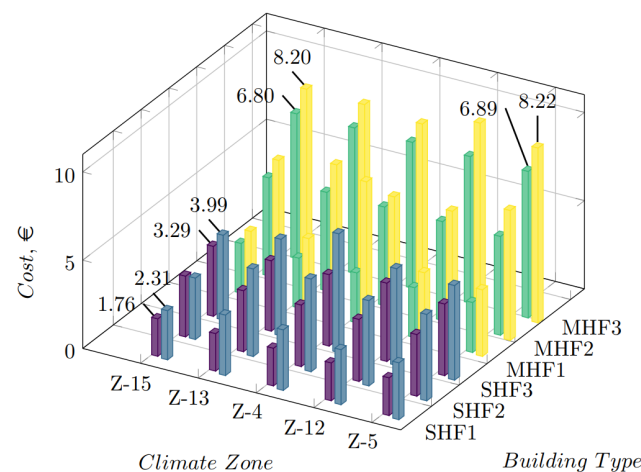 8.20
6.80
6.89
8.22
10
3.99
3.29
5
2.31
1.76
0
Cost, €
Z-15
Z-13
Z-4
Z-12
Z-5
SHF1
SHF2
SHF3
MHF1
MHF2
MHF3
Climate Zone
Building Type